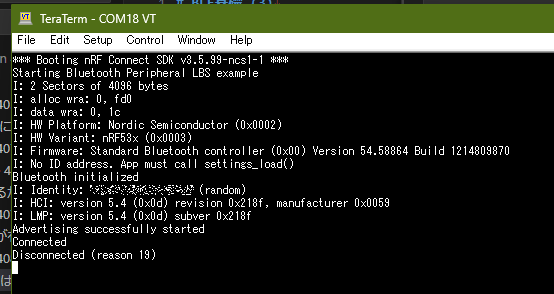 TeraTerm - COM18 VT
File Edit Setup Control Window Help
*** Booting nRF Connect SDK v3.5.99-ncs1-1 ***
Starting Bluetooth Peripheral LBS example
I: 2 Sectors of 4096 bytes
I: alloc wra: 0, fd0
I: data wra: 0, 1c
I: HW Platform: Nordic Semiconductor (0x0002)
I: HW Variant: nRF53x (0x0003)
I: Firmware: Standard Bluetooth controller (0x00) Version 54.58864 Build 1214809870
I: No ID address. App must call settings_load()
Bluetooth initialized
I: Identity: (random)
I: HCI: version 5.4 (0x0d) revision 0x218f, manufacturer 0x0059
I: LMP: version 5.4 (0x0d) subver 0x218f
Advertising successfully started
Connected
Disconnected (reason 19)